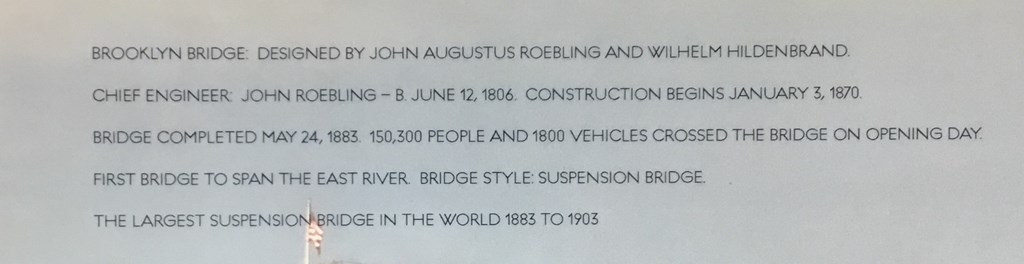 BROOKLYN BRIDGE: DESIGNED BY JOHN AUGUSTUS ROEBLING AND WILHELM HILDENBRAND.
CHIEF ENGINEER: JOHN ROEBLING – B. JUNE 12, 1806. CONSTRUCTION BEGINS JANUARY 3, 1870.
BRIDGE COMPLETED MAY 24, 1883. 150,300 PEOPLE AND 1800 VEHICLES CROSSED THE BRIDGE ON OPENING DAY.
FIRST BRIDGE TO SPAN THE EAST RIVER. BRIDGE STYLE: SUSPENSION BRIDGE.
THE LARGEST SUSPENSION BRIDGE IN THE WORLD 1883 TO 1903